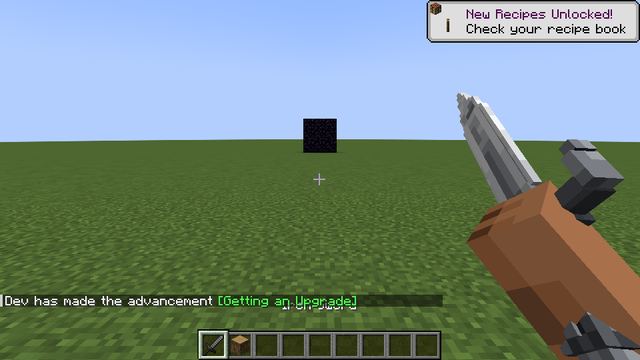 New Recipes Unlocked!
Check your recipe book
Dev has made the advancement [Getting an Upgrade]